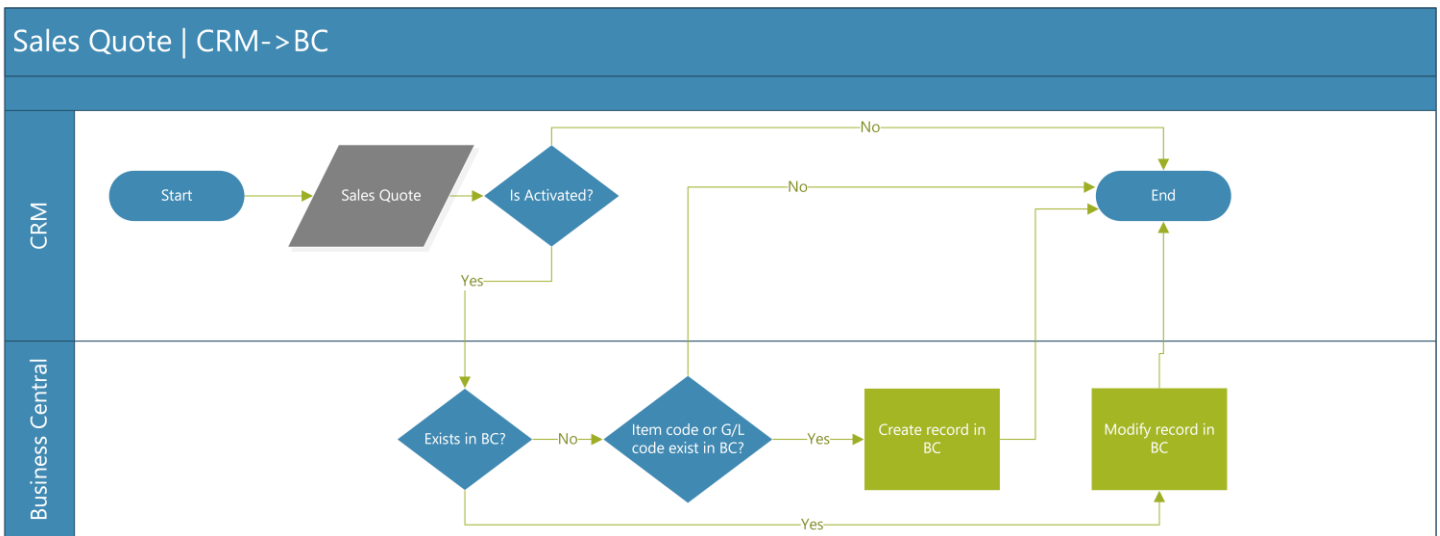 Sales Quote | CRM->BC
CRM
No
Start
Sales Quote
Is Activated?
No
End
Yes
Business Central
Exists in BC?
No
Item code or G/L
code exist in BC?
Yes
Create record in
BC
Modify record in
BC
Yes